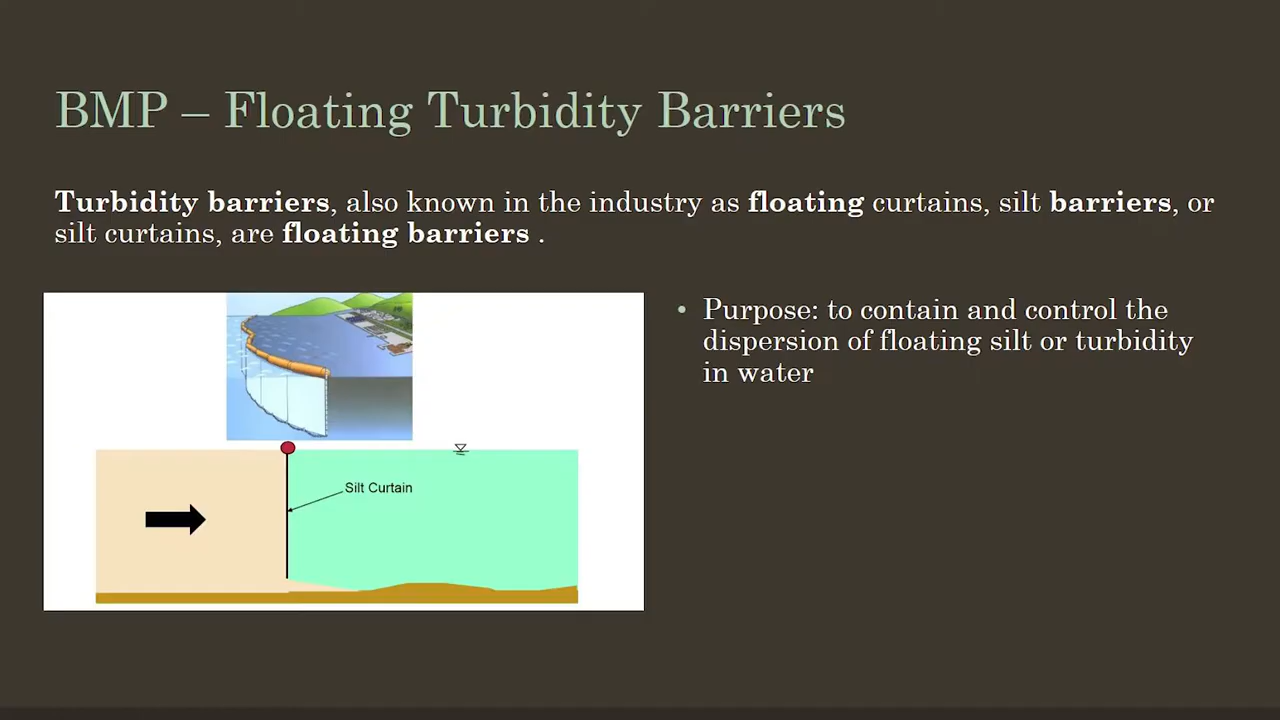 BMP – Floating Turbidity Barriers
Turbidity barriers, also known in the industry as floating curtains, silt barriers, or
silt curtains, are floating barriers .
• Purpose: to contain and control the
dispersion of floating silt or turbidity
in water
Silt Curtain